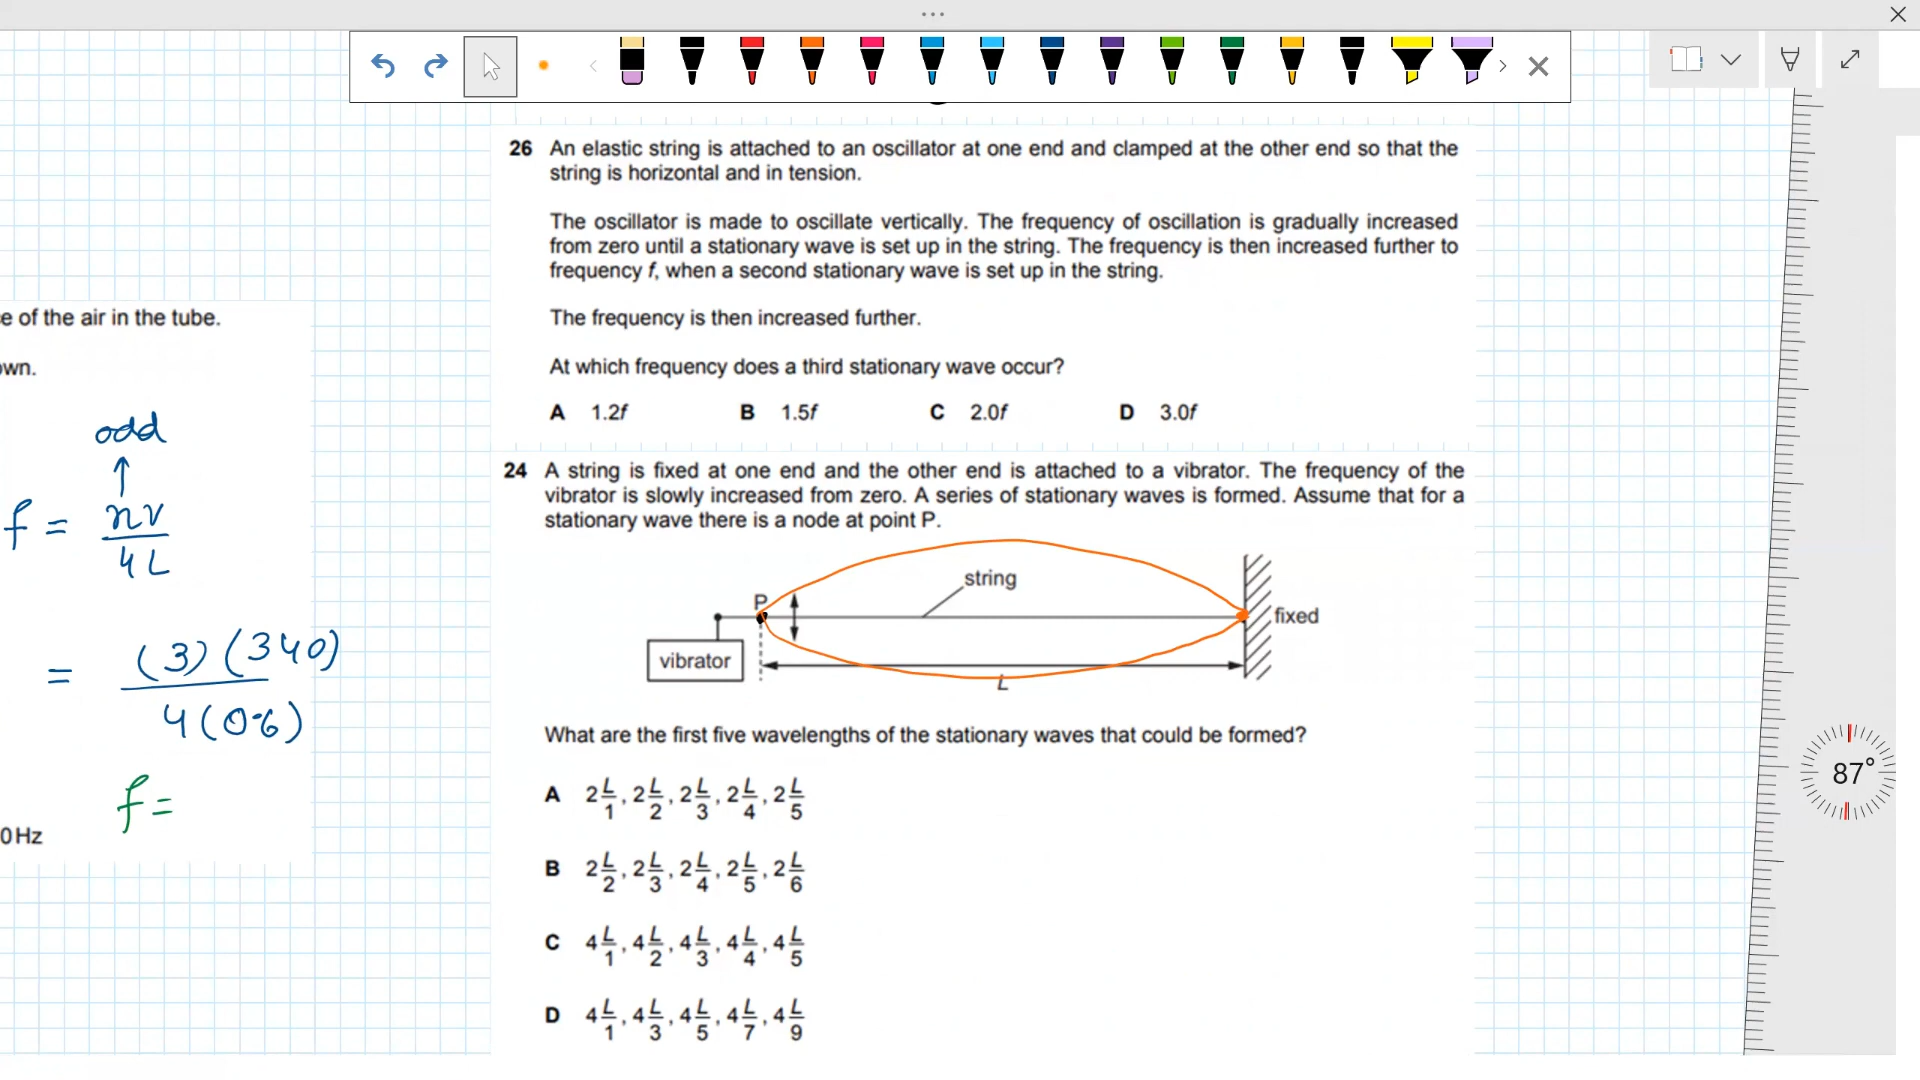 26 An elastic string is attached to an oscillator at one end and clamped at the other end so that the
string is horizontal and in tension.
The oscillator is made to oscillate vertically. The frequency of oscillation is gradually increased
from zero until a stationary wave is set up in the string. The frequency is then increased further to
frequency f, when a second stationary wave is set up in the string.
The frequency is then increased further.
At which frequency does a third stationary wave occur?
A 1.2f B 1.5f C 2.0f D 3.0f
e of the air in the tube.
own.
odd
↑
f = nv/4L
= (3)(340)/4(0.6)
f =
0 Hz
24 A string is fixed at one end and the other end is attached to a vibrator. The frequency of the
vibrator is slowly increased from zero. A series of stationary waves is formed. Assume that for a
stationary wave there is a node at point P.
string
P
fixed
vibrator
L
What are the first five wavelengths of the stationary waves that could be formed?
A 2L/1, 2L/2, 2L/3, 2L/4, 2L/5
B 2L/2, 2L/3, 2L/4, 2L/5, 2L/6
C 4L/1, 4L/2, 4L/3, 4L/4, 4L/5
D 4L/1, 4L/3, 4L/5, 4L/7, 4L/9
87°